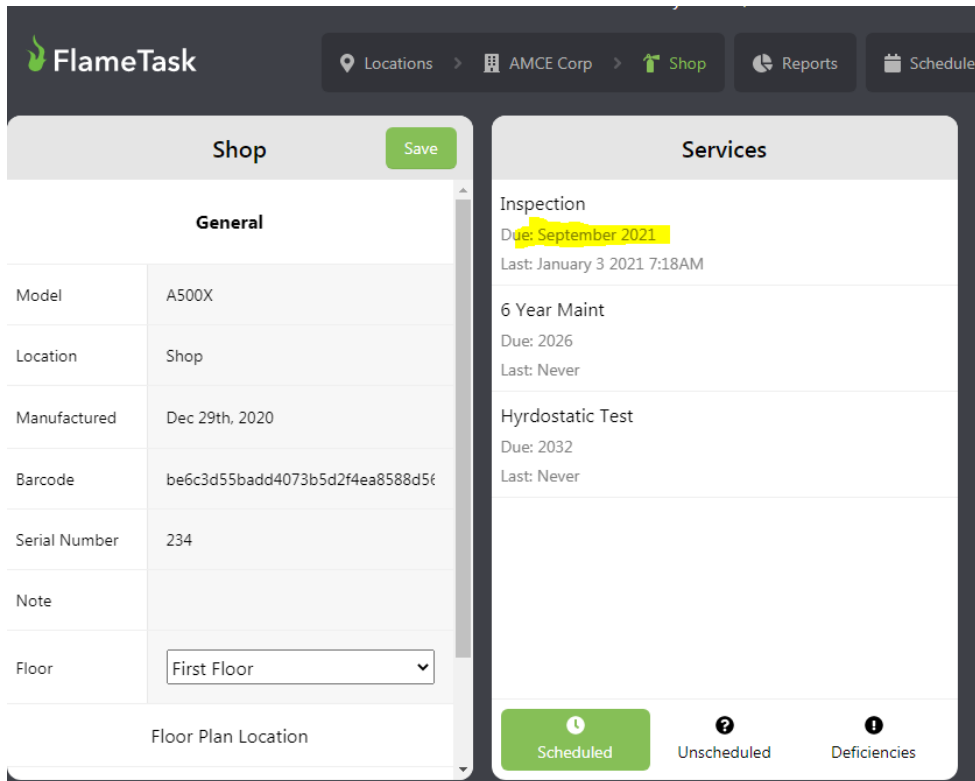 FlameTask
Locations > AMCE Corp > Shop
Reports
Schedule
Shop
Save
General
Model A500X
Location Shop
Manufactured Dec 29th, 2020
Barcode be6c3d55badd4073b5d2f4ea8588d56
Serial Number 234
Note
Floor First Floor
Floor Plan Location
Services
Inspection
Due: September 2021
Last: January 3 2021 7:18AM
6 Year Maint
Due: 2026
Last: Never
Hyrdostatic Test
Due: 2032
Last: Never
Scheduled
Unscheduled
Deficiencies